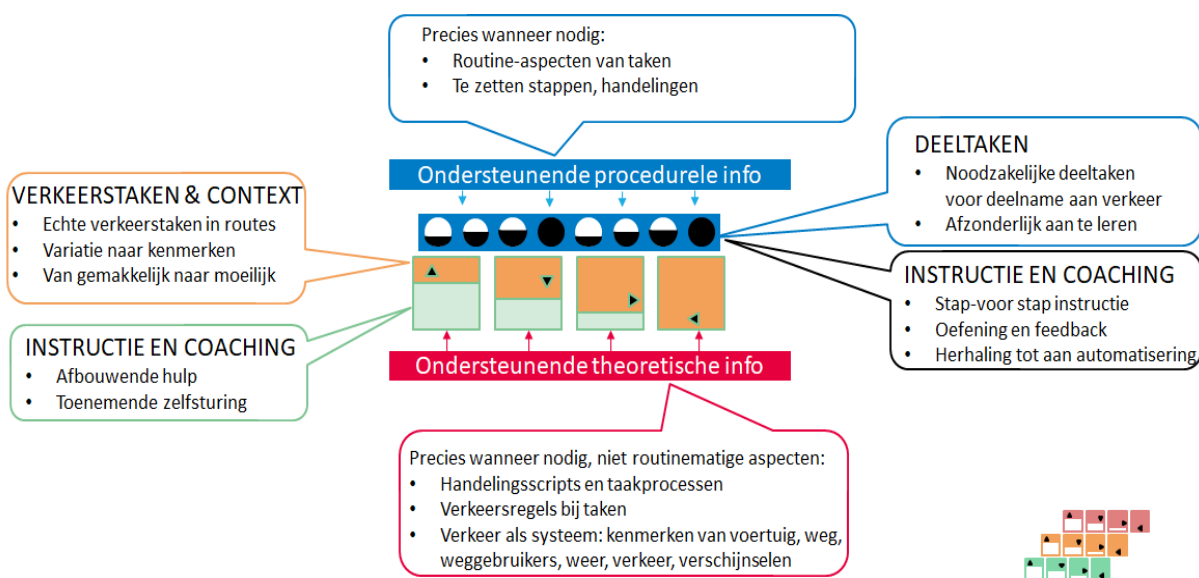 Precies wanneer nodig:
• Routine-aspecten van taken
• Te zetten stappen, handelingen
DEELTAKEN
• Noodzakelijke deeltaken
voor deelname aan verkeer
• Afzonderlijk aan te leren
Ondersteunende procedurele info
VERKEERSTAKEN & CONTEXT
• Echte verkeerstaken in routes
• Variatie naar kenmerken
• Van gemakkelijk naar moeilijk
INSTRUCTIE EN COACHING
• Stap-voor stap instructie
• Oefening en feedback
• Herhaling tot aan automatisering
INSTRUCTIE EN COACHING
• Afbouwende hulp
• Toenemende zelfsturing
Ondersteunende theoretische info
Precies wanneer nodig, niet routinematige aspecten:
• Handelingsscripts en taakprocessen
• Verkeersregels bij taken
• Verkeer als systeem: kenmerken van voertuig, weg,
weggebruikers, weer, verkeer, verschijnselen